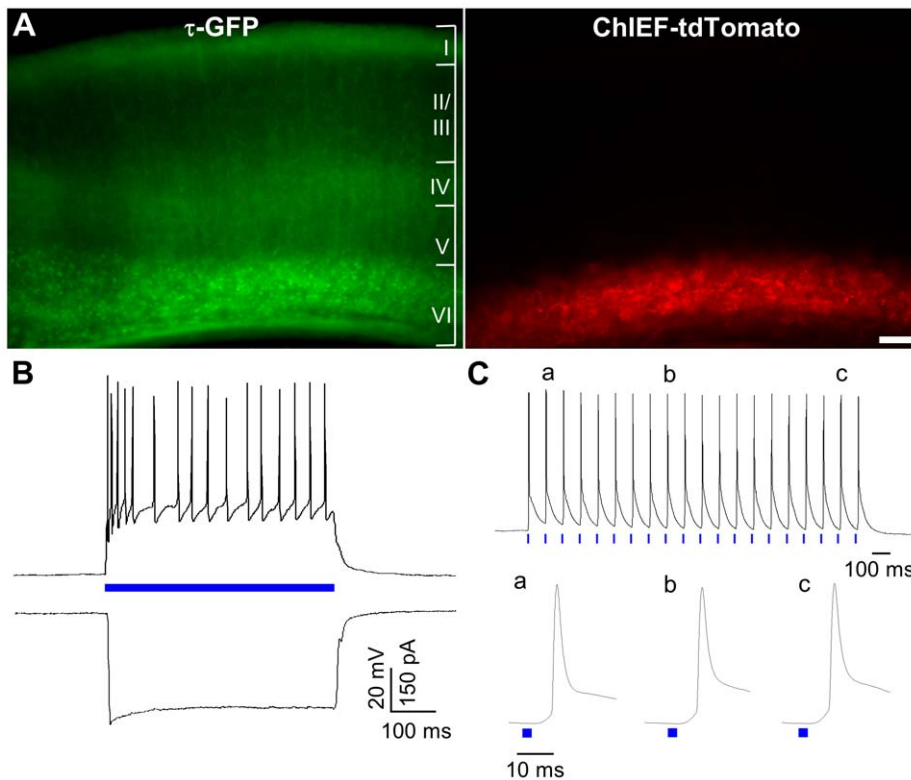 A
τ-GFP
ChIEF-tdTomato
I
II/
III
IV
V
VI
B
20 mV
150 pA
100 ms
C
a b c
100 ms
a b c
10 ms